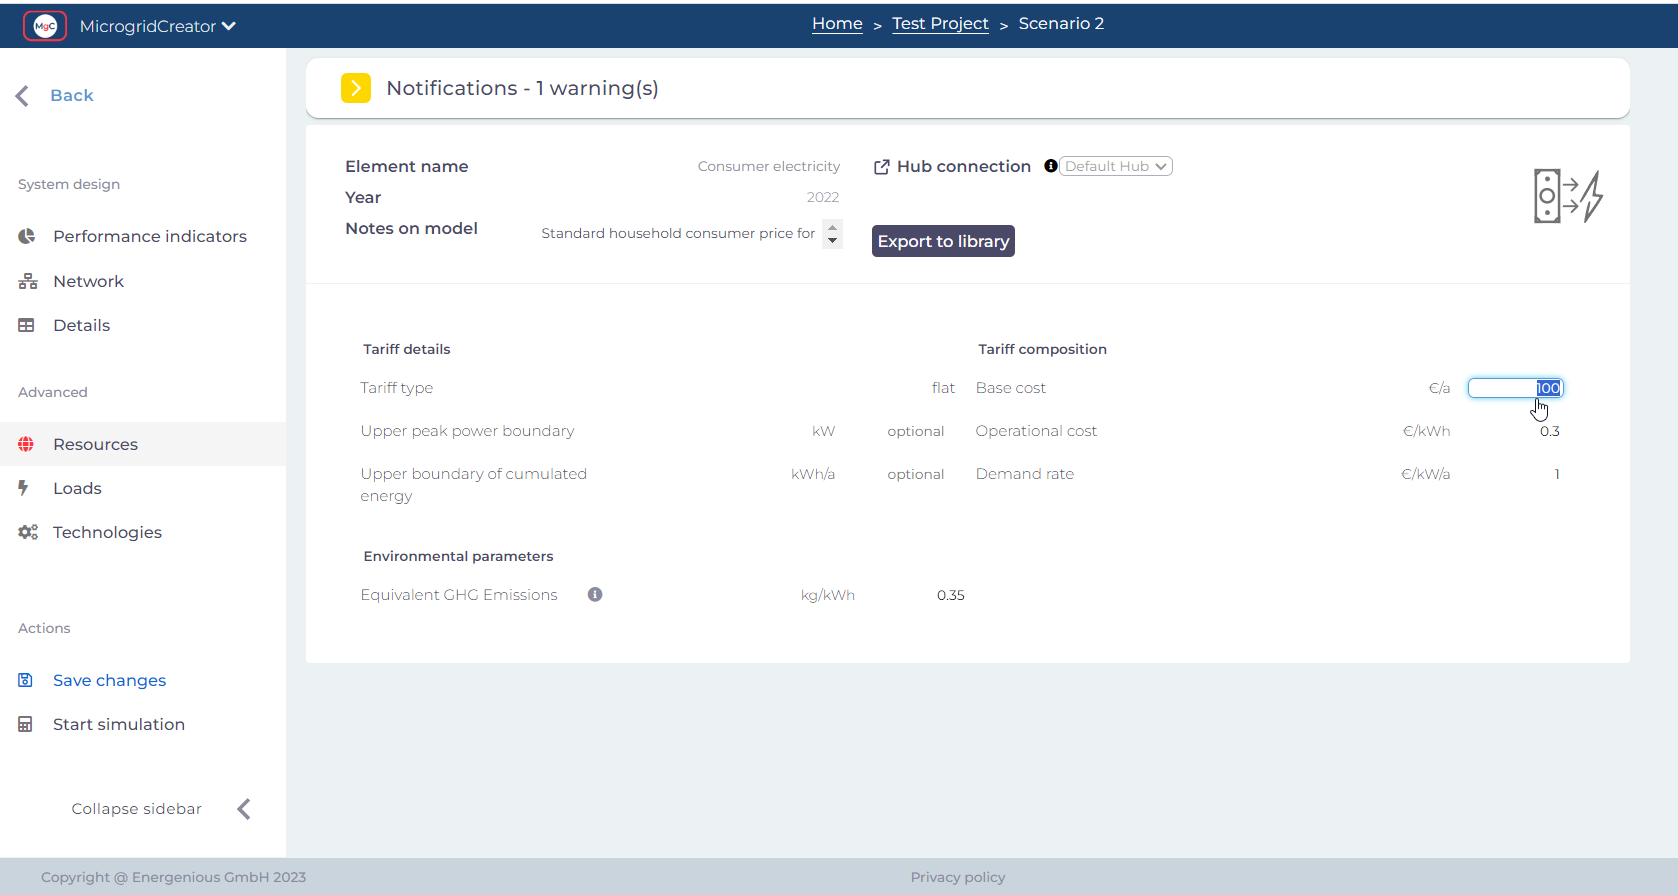 MgC MicrogridCreator
Home > Test Project > Scenario 2
Back
Notifications - 1 warning(s)
System design
Performance indicators
Network
Details
Advanced
Resources
Loads
Technologies
Actions
Save changes
Start simulation
Collapse sidebar
Element name Consumer electricity
Year 2022
Notes on model Standard household consumer price for
Hub connection Default Hub
Export to library
Tariff details
Tariff type flat
Upper peak power boundary kW optional
Upper boundary of cumulated kWh/a optional
energy
Tariff composition
Base cost €/a 100
Operational cost €/kWh 0.3
Demand rate €/kW/a 1
Environmental parameters
Equivalent GHG Emissions kg/kWh 0.35
Copyright @ Energenious GmbH 2023
Privacy policy